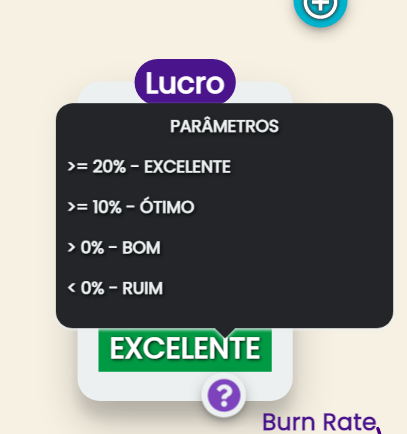 Lucro
PARÂMETROS
>= 20% - EXCELENTE
>= 10% - ÓTIMO
> 0% - BOM
< 0% - RUIM
EXCELENTE
?
Burn Rate